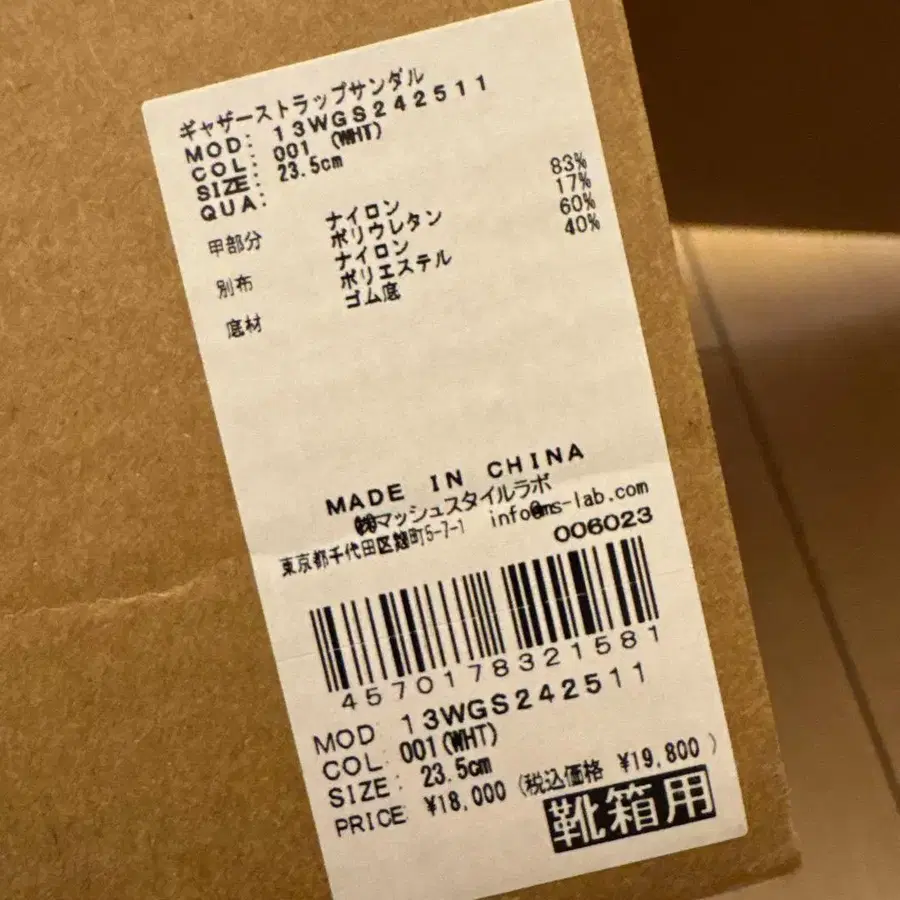 ギャザーストラップサンダル
MOD: 13WGS242511
COL: 001 (WHT)
SIZE: 23.5cm
QUA:
甲部分 ナイロン 83%
ポリウレタン 17%
別布 ナイロン 60%
ポリエステル 40%
底材 ゴム底
MADE IN CHINA
㈱マッシュスタイルラボ
東京都千代田区麹町5-7-1 info@ms-lab.com
006023
4570178321581
MOD 13WGS242511
COL 001(WHT)
SIZE: 23.5cm
PRICE ¥18,000 (税込価格 ¥19,800 )
靴箱用